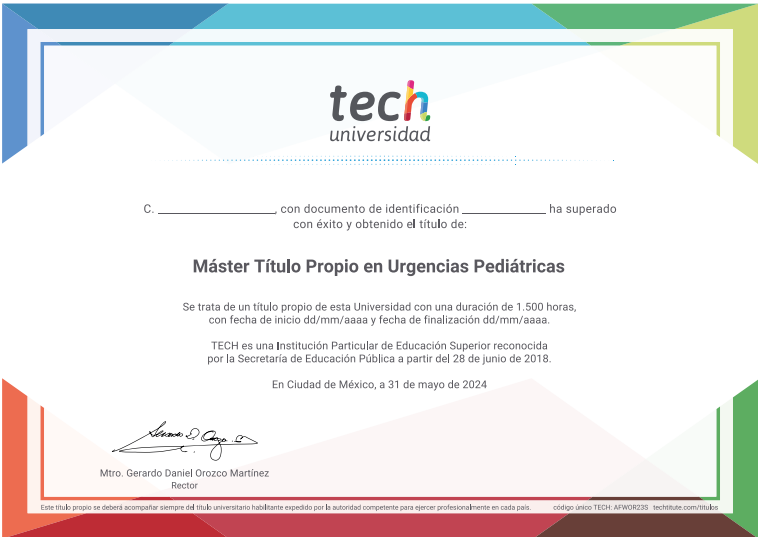 tech
universidad
C. ____________________, con documento de identificación ______________ ha superado
con éxito y obtenido el título de:
Máster Título Propio en Urgencias Pediátricas
Se trata de un título propio de esta Universidad con una duración de 1.500 horas,
con fecha de inicio dd/mm/aaaa y fecha de finalización dd/mm/aaaa.
TECH es una Institución Particular de Educación Superior reconocida
por la Secretaría de Educación Pública a partir del 28 de junio de 2018.
En Ciudad de México, a 31 de mayo de 2024
Mtro. Gerardo Daniel Orozco Martínez
Rector
Este título propio se deberá acompañar siempre del título universitario habilitante expedido por la autoridad competente para ejercer profesionalmente en cada país. código único TECH: AFWOR23S techtitute.com/titulos